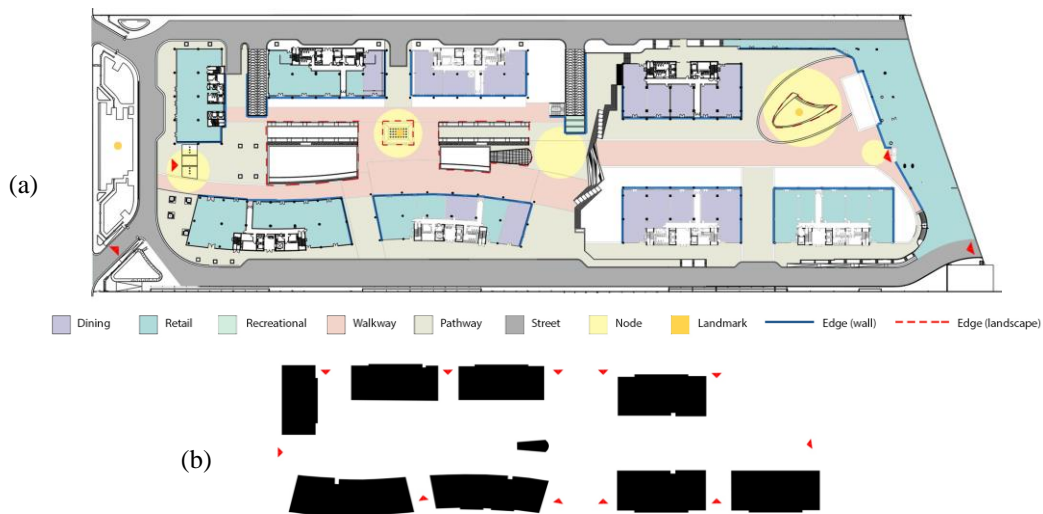 (a)
Dining Retail Recreational Walkway Pathway Street Node Landmark Edge (wall) Edge (landscape)
(b)